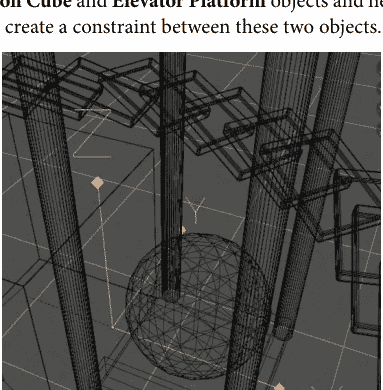 on Cube and Elevator Platform objects and
create a constraint between these two objects.
Z
Y